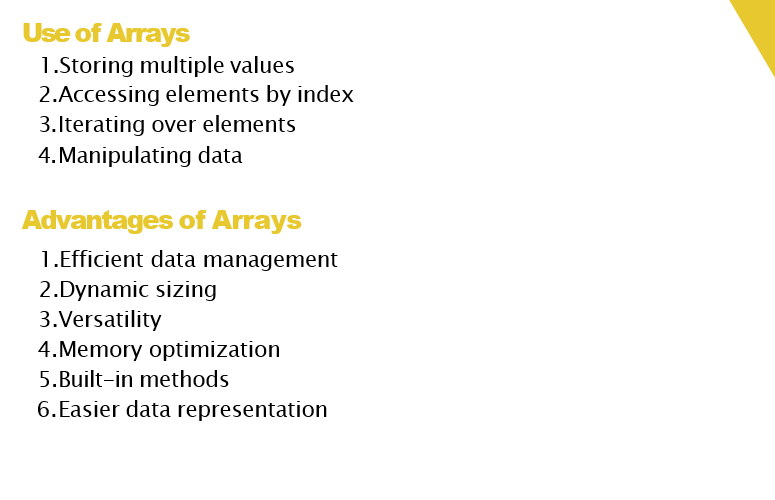 Use of Arrays
1.Storing multiple values
2.Accessing elements by index
3.Iterating over elements
4.Manipulating data
Advantages of Arrays
1.Efficient data management
2.Dynamic sizing
3.Versatility
4.Memory optimization
5.Built-in methods
6.Easier data representation